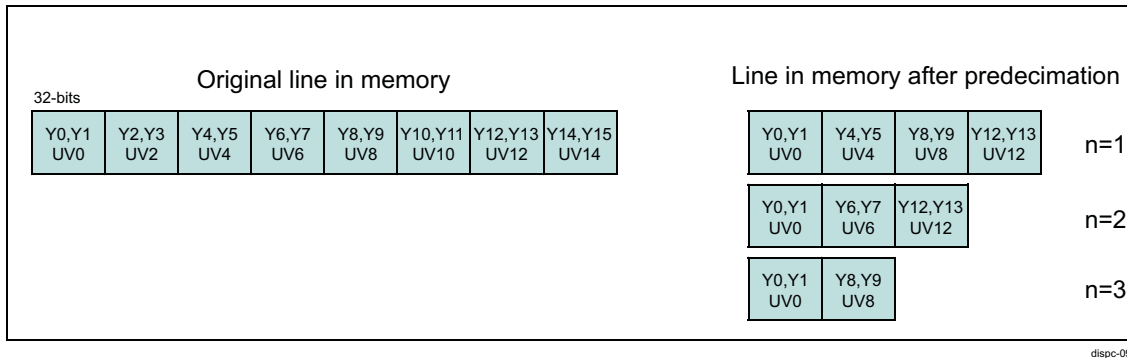 Original line in memory
Line in memory after predecimation
32-bits
Y0,Y1 Y2,Y3 Y4,Y5 Y6,Y7 Y8,Y9 Y10,Y11 Y12,Y13 Y14,Y15
UV0 UV2 UV4 UV6 UV8 UV10 UV12 UV14
Y0,Y1 Y4,Y5 Y8,Y9 Y12,Y13
UV0 UV4 UV8 UV12
n=1
Y0,Y1 Y6,Y7 Y12,Y13
UV0 UV6 UV12
n=2
Y0,Y1 Y8,Y9
UV0 UV8
n=3